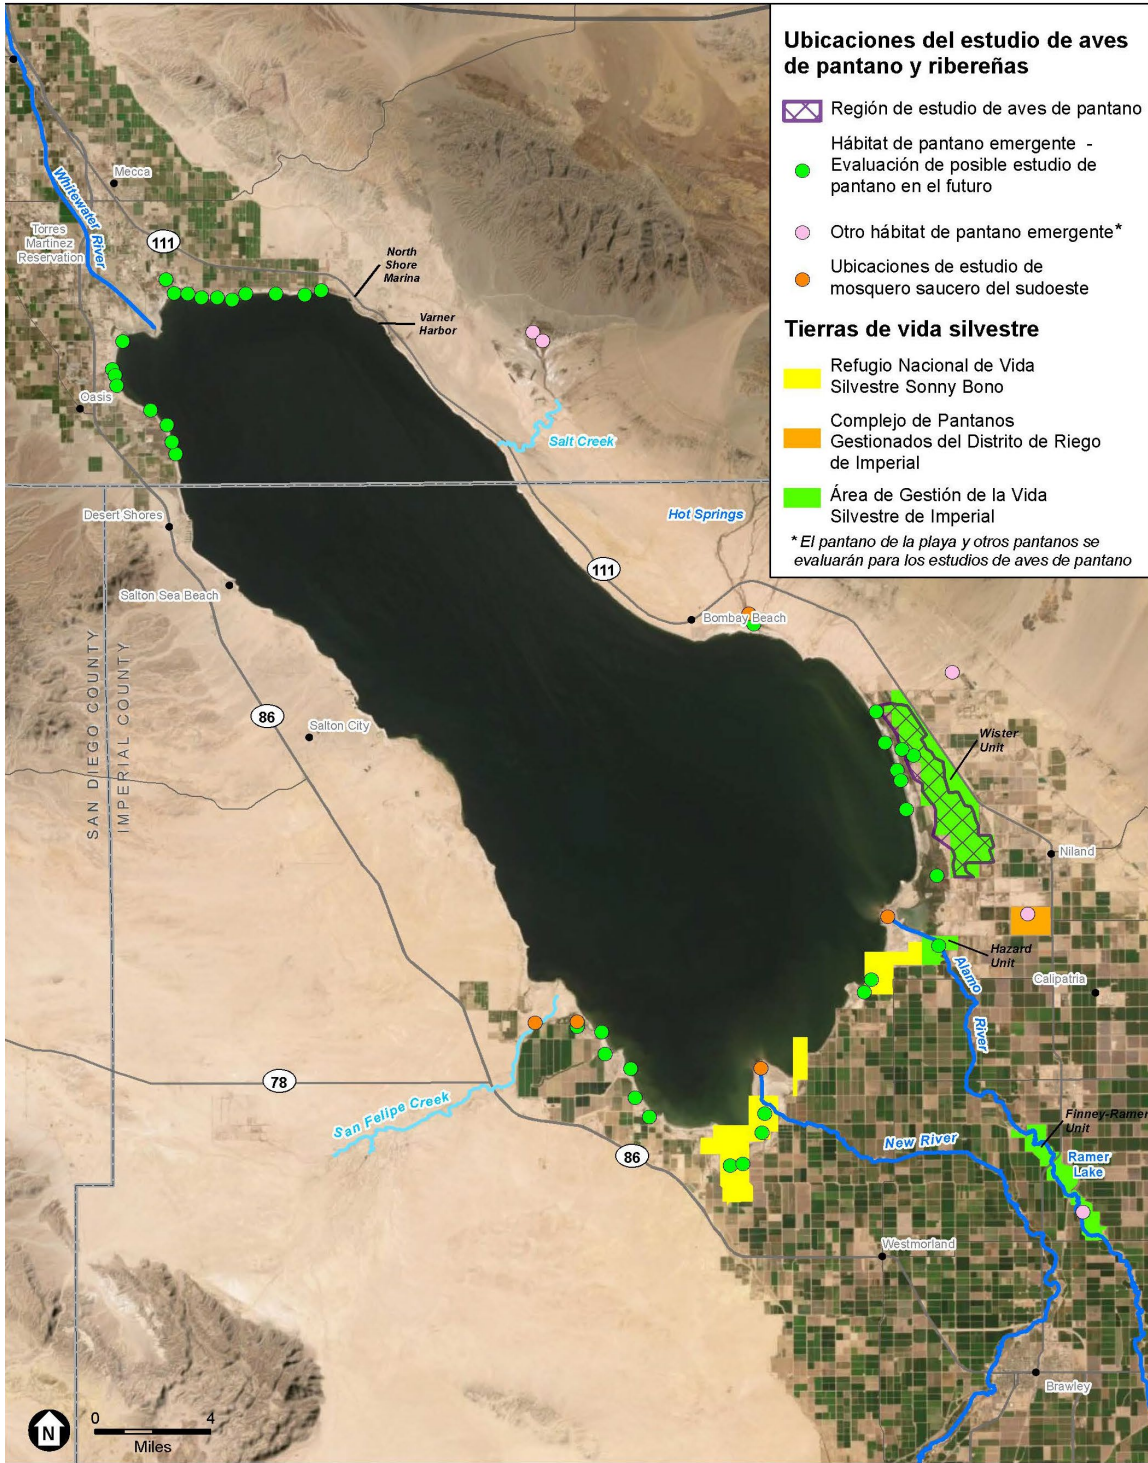 Ubicaciones del estudio de aves
de pantano y ribereñas
Región de estudio de aves de pantano
Hábitat de pantano emergente -
Evaluación de posible estudio de
pantano en el futuro
Otro hábitat de pantano emergente*
Ubicaciones de estudio de
mosquero saucero del sudoeste
Tierras de vida silvestre
Refugio Nacional de Vida
Silvestre Sonny Bono
Complejo de Pantanos
Gestionados del Distrito de Riego
de Imperial
Área de Gestión de la Vida
Silvestre de Imperial
* El pantano de la playa y otros pantanos se
evaluarán para los estudios de aves de pantano
Mecca
Whitewater River
Torres
Martinez
Reservation
111
North
Shore
Marina
Varner
Harbor
Oasis
Salt Creek
Hot Springs
Desert Shores
111
Salton Sea Beach
Bombay Beach
SAN DIEGO COUNTY
IMPERIAL COUNTY
86
Salton City
Wister
Unit
Niland
Hazard
Unit
Alamo
River
Calipatria
78
San Felipe Creek
86
New River
Finney-Ramer
Unit
Ramer
Lake
Westmorland
Brawley
N
0 4
Miles